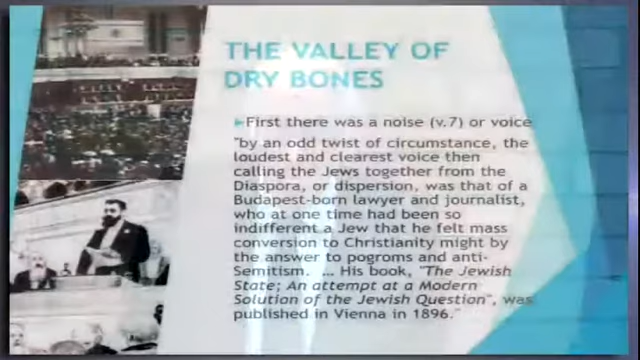 THE VALLEY OF
DRY BONES
First there was a noise (v.7) or voice
"by an odd twist of circumstance, the
loudest and clearest voice then
calling the Jews together from the
Diaspora, or dispersion, was that of a
Budapest-born lawyer and journalist,
who at one time had been so
indifferent a Jew that he felt mass
conversion to Christianity might by
the answer to pogroms and anti-
Semitism. ... His book, "The Jewish
State; An attempt at a Modern
Solution of the Jewish Question", was
published in Vienna in 1896."